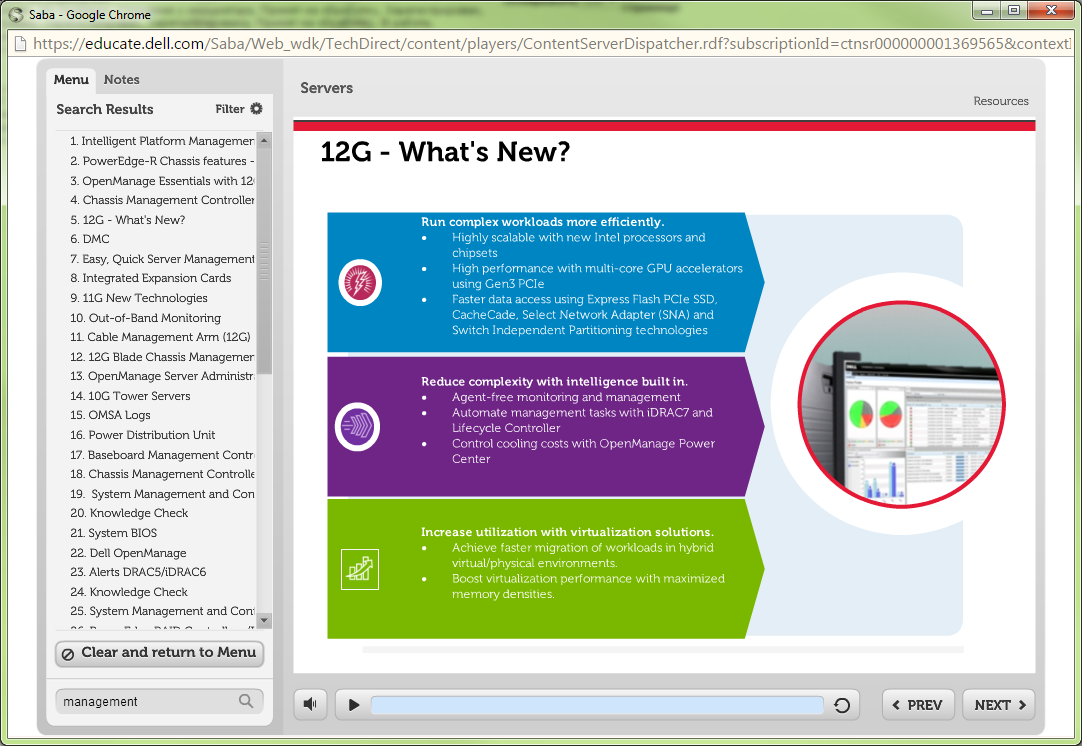 Saba - Google Chrome
https://educate.dell.com/Saba/Web_wdk/TechDirect/content/players/ContentServerDispatcher.rdf?subscriptionId=ctnsr000000001369565&context
Menu
Notes
Search Results
Filter
1. Intelligent Platform Managemen
2. PowerEdge-R Chassis features -
3. OpenManage Essentials with 12
4. Chassis Management Controller
5. 12G - What's New?
6. DMC
7. Easy, Quick Server Management
8. Integrated Expansion Cards
9. 11G New Technologies
10. Out-of-Band Monitoring
11. Cable Management Arm (12G)
12. 12G Blade Chassis Managemen
13. OpenManage Server Administr
14. 10G Tower Servers
15. OMSA Logs
16. Power Distribution Unit
17. Baseboard Management Contr
18. Chassis Management Controlle
19. System Management and Con
20. Knowledge Check
21. System BIOS
22. Dell OpenManage
23. Alerts DRAC5/iDRAC6
24. Knowledge Check
25. System Management and Con
Clear and return to Menu
management
Servers
Resources
12G - What's New?
Run complex workloads more efficiently.
• Highly scalable with new Intel processors and
chipsets
• High performance with multi-core GPU accelerators
using Gen3 PCIe
• Faster data access using Express Flash PCIe SSD,
CacheCade, Select Network Adapter (SNA) and
Switch Independent Partitioning technologies
Reduce complexity with intelligence built in.
• Agent-free monitoring and management
• Automate management tasks with iDRAC7 and
Lifecycle Controller
• Control cooling costs with OpenManage Power
Center
Increase utilization with virtualization solutions.
• Achieve faster migration of workloads in hybrid
virtual/physical environments.
• Boost virtualization performance with maximized
memory densities.
DELL
PREV
NEXT